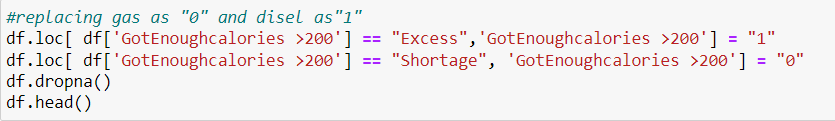 #replacing gas as "0" and disel as"1"
df.loc[ df['GotEnoughcalories >200'] == "Excess",'GotEnoughcalories >200'] = "1"
df.loc[ df['GotEnoughcalories >200'] == "Shortage", 'GotEnoughcalories >200'] = "0"
df.dropna()
df.head()